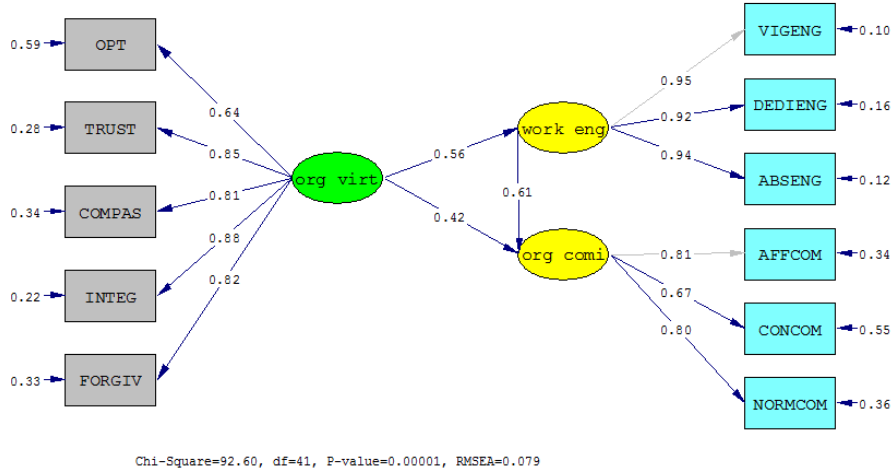 0.59 OPT
0.28 TRUST
0.34 COMPAS
0.22 INTEG
0.33 FORGIV
0.64
0.85
0.81
0.88
0.82
org virt
0.56
0.42
work eng
0.61
org comi
0.95
0.92
0.94
0.81
0.67
0.80
VIGENG 0.10
DEDIENG 0.16
ABSENG 0.12
AFFCOM 0.34
CONCOM 0.55
NORMCOM 0.36
Chi-Square=92.60, df=41, P-value=0.00001, RMSEA=0.079